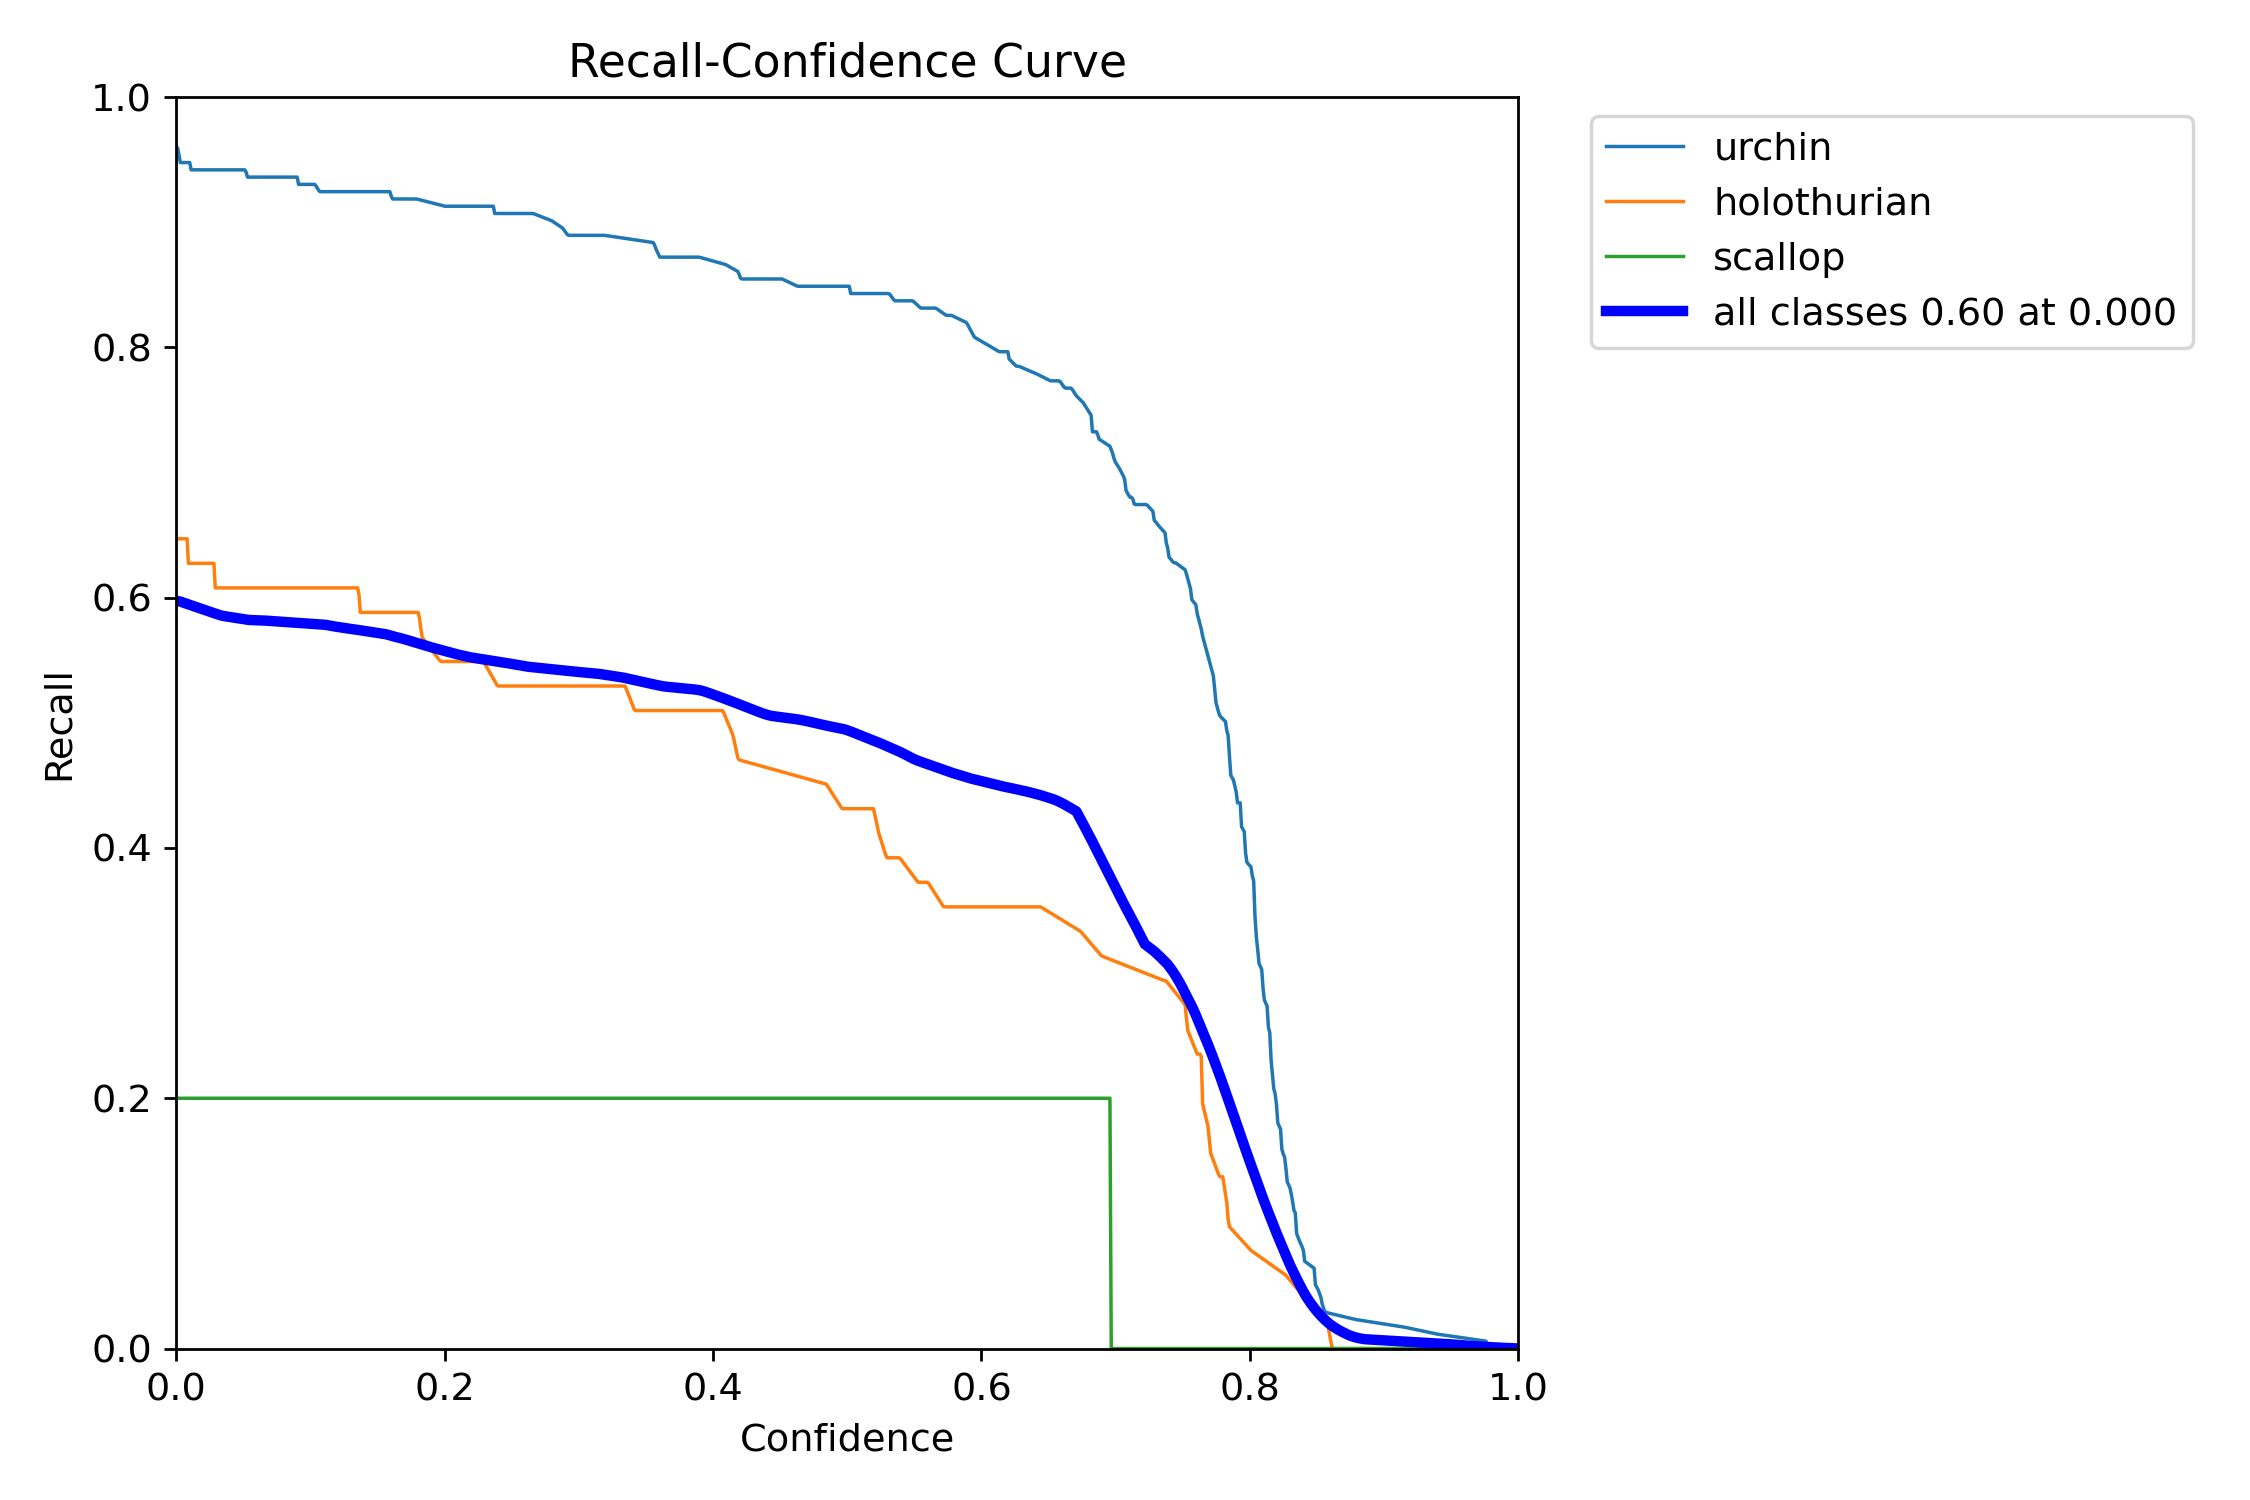 Recall-Confidence Curve
1.0
0.8
0.6
0.4
0.2
0.0
Recall
0.0 0.2 0.4 0.6 0.8 1.0
Confidence
urchin
holothurian
scallop
all classes 0.60 at 0.000